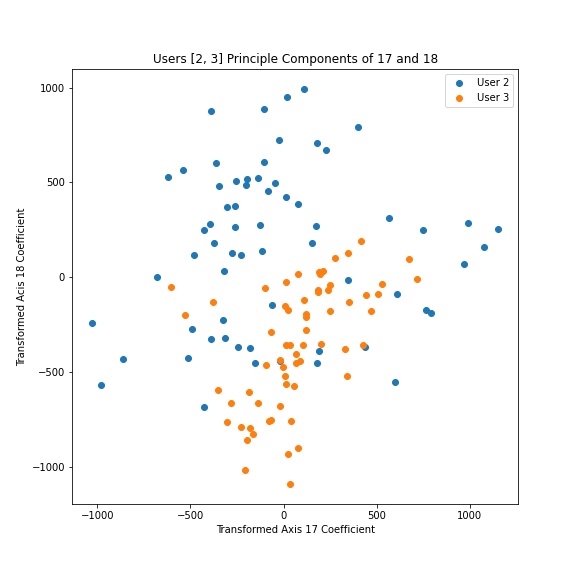 Users [2, 3] Principle Components of 17 and 18
User 2
User 3
1000
500
0
−500
−1000
Transformed Acis 18 Coefficient
−1000 −500 0 500 1000
Transformed Axis 17 Coefficient